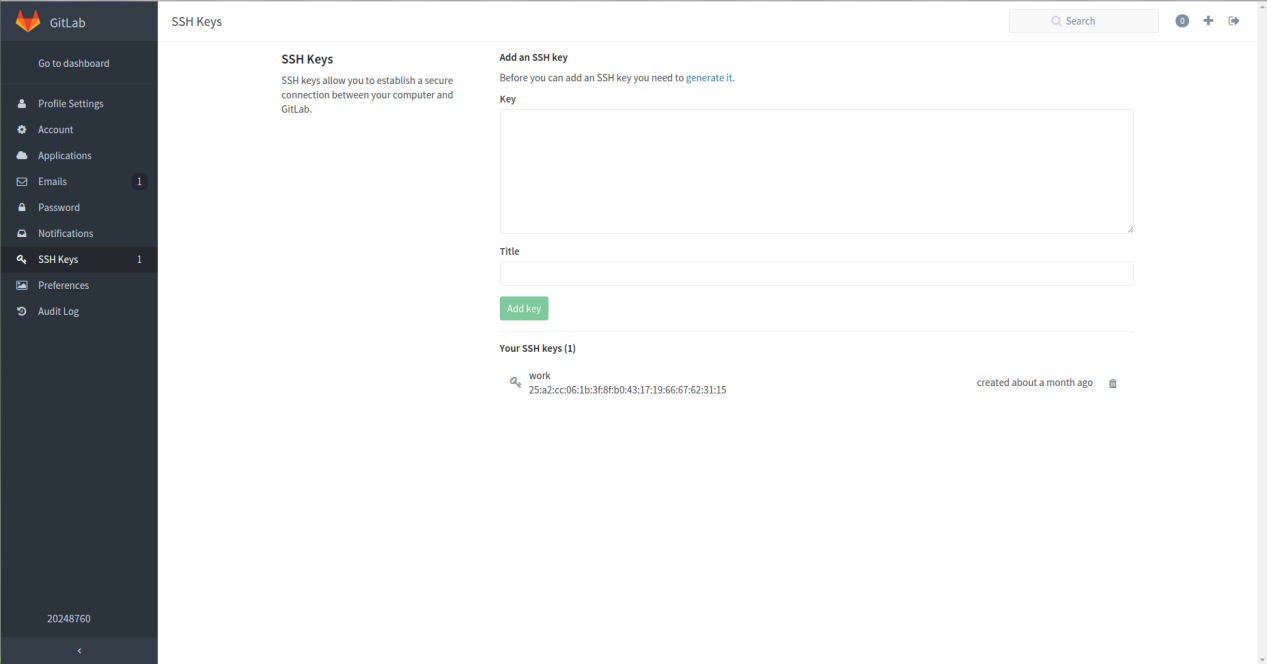 GitLab
SSH Keys
Search
0
Go to dashboard
Profile Settings
Account
Applications
Emails 1
Password
Notifications
SSH Keys 1
Preferences
Audit Log
20248760
SSH Keys
SSH keys allow you to establish a secure
connection between your computer and
GitLab.
Add an SSH key
Before you can add an SSH key you need to generate it.
Key
Title
Add key
Your SSH keys (1)
work
25:a2:cc:06:1b:3f:8f:b0:43:17:19:66:67:62:31:15
created about a month ago